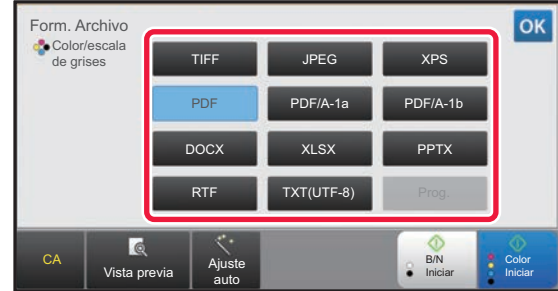 Form. Archivo
OK
Color/escala
de grises
TIFF
JPEG
XPS
PDF
PDF/A-1a
PDF/A-1b
DOCX
XLSX
PPTX
RTF
TXT(UTF-8)
Prog.
CA
Vista previa
Ajuste
auto
B/N
Iniciar
Color
Iniciar